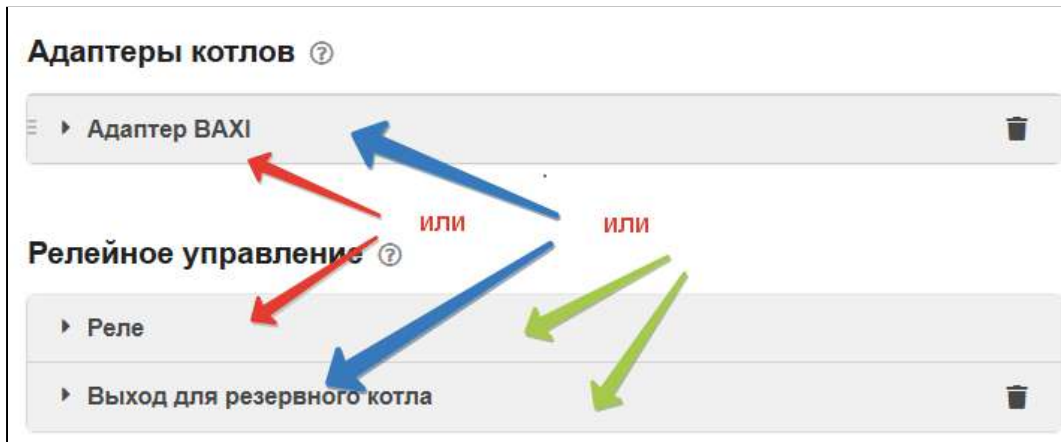 Адаптеры котлов ?
Адаптер BAXI
или
или
Релейное управление ?
Реле
Выход для резервного котла